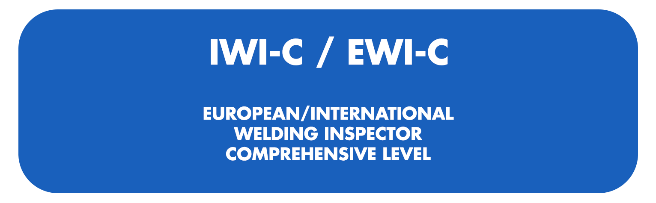 IWI-C / EWI-C
EUROPEAN/INTERNATIONAL
WELDING INSPECTOR
COMPREHENSIVE LEVEL